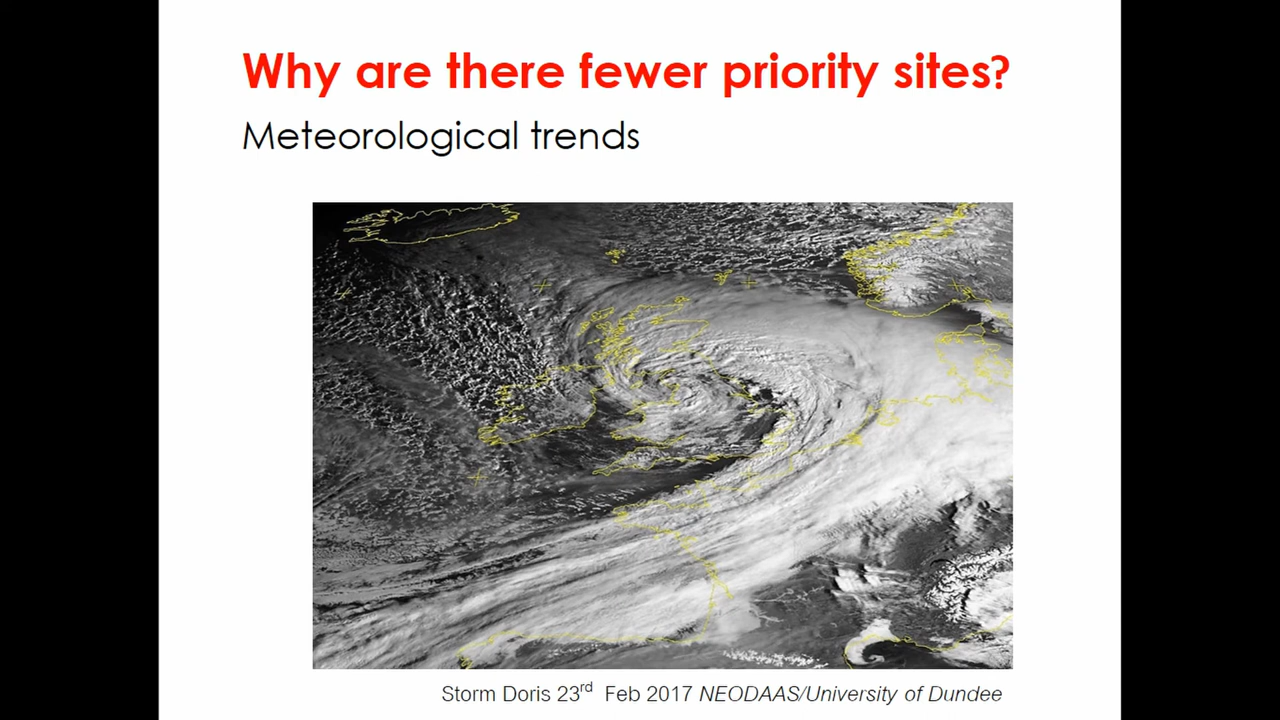 Why are there fewer priority sites?
Meteorological trends
Storm Doris 23rd Feb 2017 NEODAAS/University of Dundee